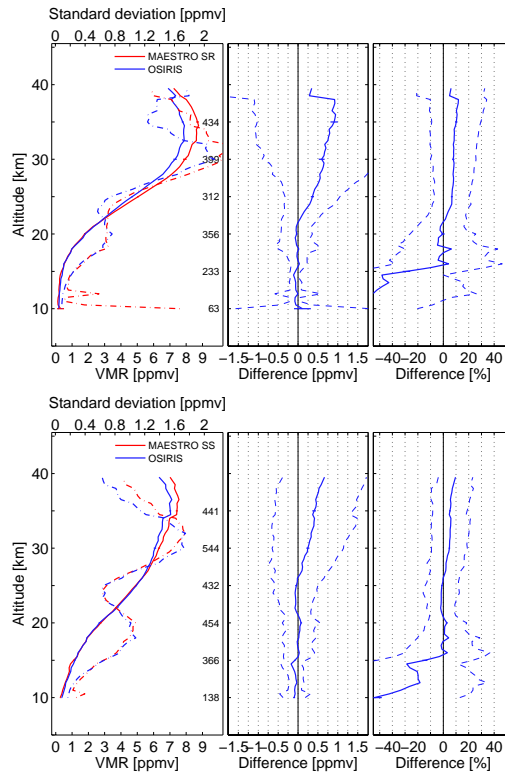 Standard deviation [ppmv]
0 0.4 0.8 1.2 1.6 2
MAESTRO SR
OSIRIS
40
434
30
399
312
20
356
233
10
63
Altitude [km]
0 1 2 3 4 5 6 7 8 9
−1.5 −0.5 0 0.5 1.5
−40 −20 0 20 40
VMR [ppmv]
Difference [ppmv]
Difference [%]
Standard deviation [ppmv]
0 0.4 0.8 1.2 1.6 2
MAESTRO SS
OSIRIS
40
441
30
544
432
20
454
366
10
138
Altitude [km]
0 1 2 3 4 5 6 7 8 9
−1.5 −0.5 0 0.5 1.5
−40 −20 0 20 40
VMR [ppmv]
Difference [ppmv]
Difference [%]